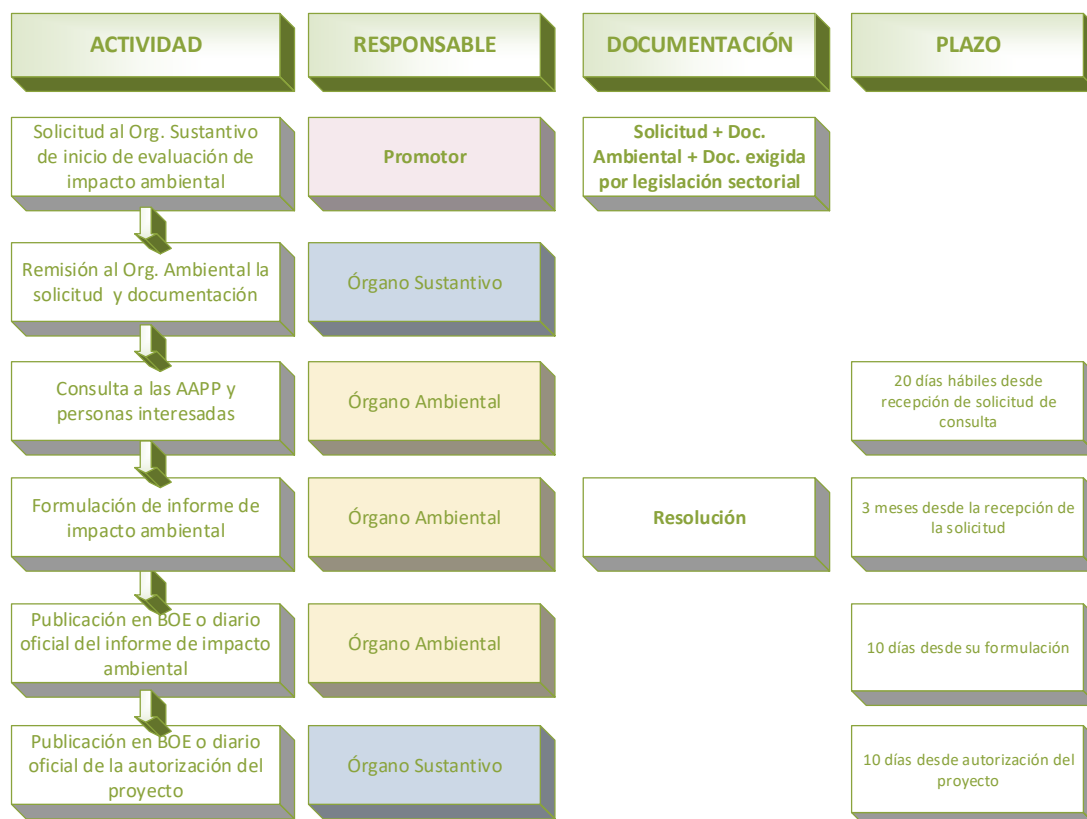 ACTIVIDAD
RESPONSABLE
DOCUMENTACIÓN
PLAZO
Solicitud al Org. Sustantivo
de inicio de evaluación de
impacto ambiental
Promotor
Solicitud + Doc.
Ambiental + Doc. exigida
por legislación sectorial
Remisión al Org. Ambiental la
solicitud y documentación
Órgano Sustantivo
Consulta a las AAPP y
personas interesadas
Órgano Ambiental
20 días hábiles desde
recepción de solicitud de
consulta
Formulación de informe de
impacto ambiental
Órgano Ambiental
Resolución
3 meses desde la recepción de
la solicitud
Publicación en BOE o diario
oficial del informe de impacto
ambiental
Órgano Ambiental
10 días desde su formulación
Publicación en BOE o diario
oficial de la autorización del
proyecto
Órgano Sustantivo
10 días desde autorización del
proyecto